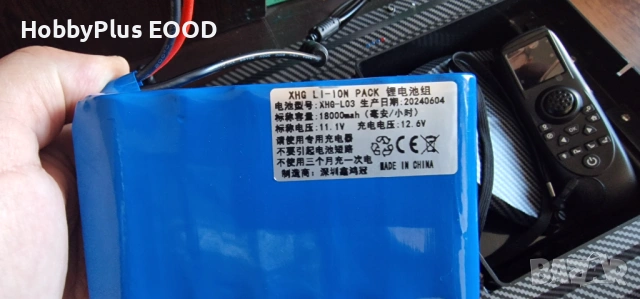 HobbyPlus EOOD
XHG LI-ION PACK 锂电池组
电池型号:XHG-L03 生产日期:20240604
标称容量:18000mah (毫安/小时)
标称电压:11.1V 充电电压:12.6V
请使用专用充电器
不要引起电池短路
不使用三个月充一次电
制造商:深圳鑫鸿冠
CE
MADE IN CHINA
HobbyPlus EOOD